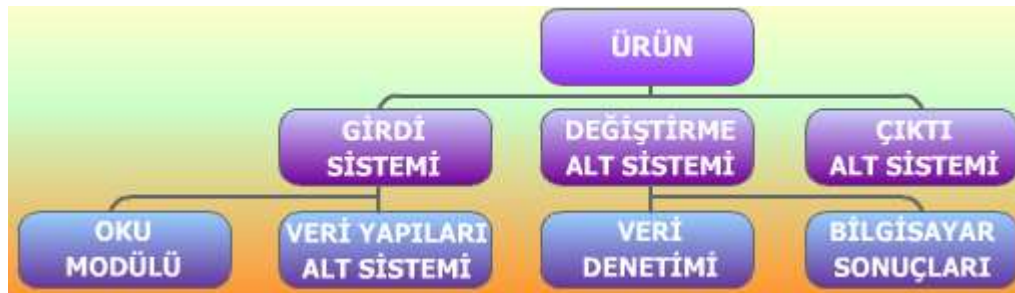 ÜRÜN
GİRDİ
SİSTEMİ
DEĞİŞTİRME
ALT SİSTEMİ
ÇIKTI
ALT SİSTEMİ
OKU
MODÜLÜ
VERİ YAPILARI
ALT SİSTEMİ
VERİ
DENETİMİ
BİLGİSAYAR
SONUÇLARI